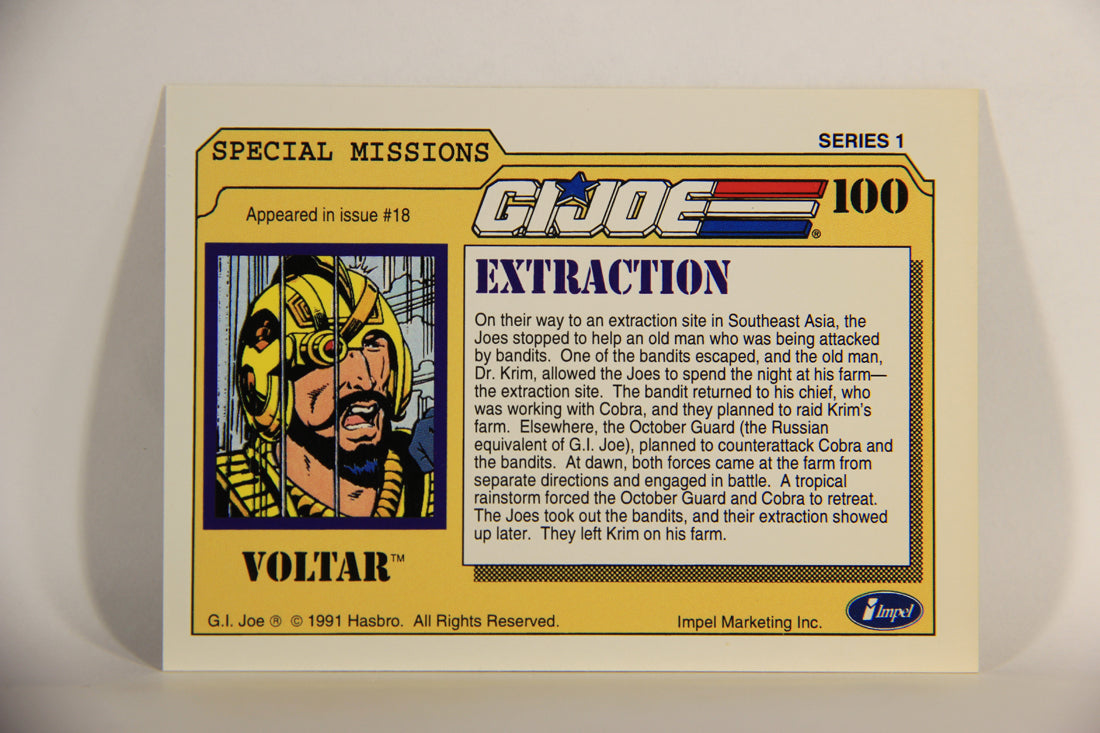 SPECIAL MISSIONS
SERIES 1
Appeared in issue #18
G.I.JOE ®
100
EXTRACTION
On their way to an extraction site in Southeast Asia, the
Joes stopped to help an old man who was being attacked
by bandits. One of the bandits escaped, and the old man,
Dr. Krim, allowed the Joes to spend the night at his farm—
the extraction site. The bandit returned to his chief, who
was working with Cobra, and they planned to raid Krim's
farm. Elsewhere, the October Guard (the Russian
equivalent of G.I. Joe), planned to counterattack Cobra and
the bandits. At dawn, both forces came at the farm from
separate directions and engaged in battle. A tropical
rainstorm forced the October Guard and Cobra to retreat.
The Joes took out the bandits, and their extraction showed
up later. They left Krim on his farm.
VOLTAR™
G.I. Joe ® © 1991 Hasbro. All Rights Reserved.
Impel Marketing Inc.
Impel